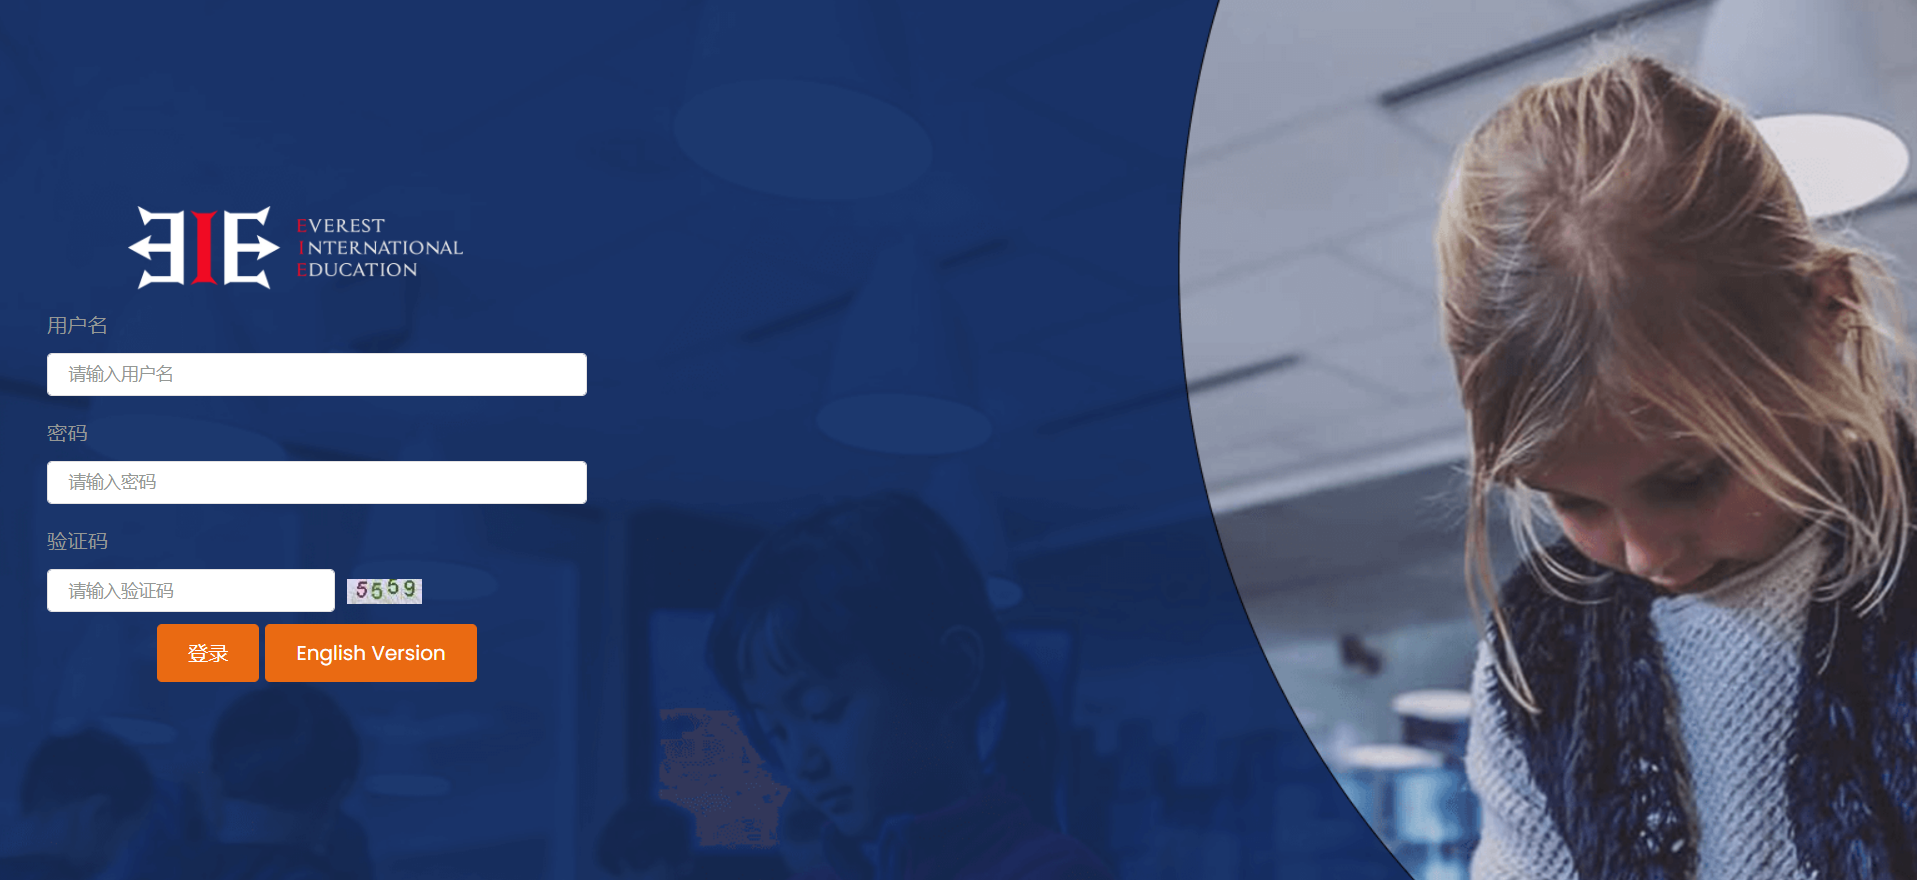 EIE
EVEREST
INTERNATIONAL
EDUCATION
用户名
请输入用户名
密码
请输入密码
验证码
请输入验证码
5559
登录
English Version